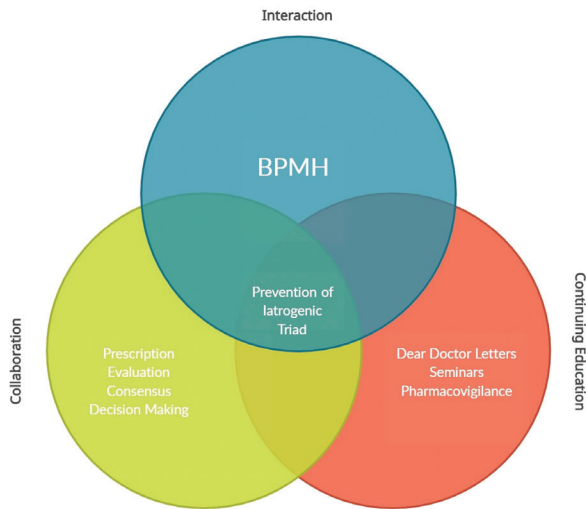 Interaction
BPMH
Prevention of
Iatrogenic
Triad
Collaboration
Prescription
Evaluation
Consensus
Decision Making
Dear Doctor Letters
Seminars
Pharmacovigilance
Continuing Education